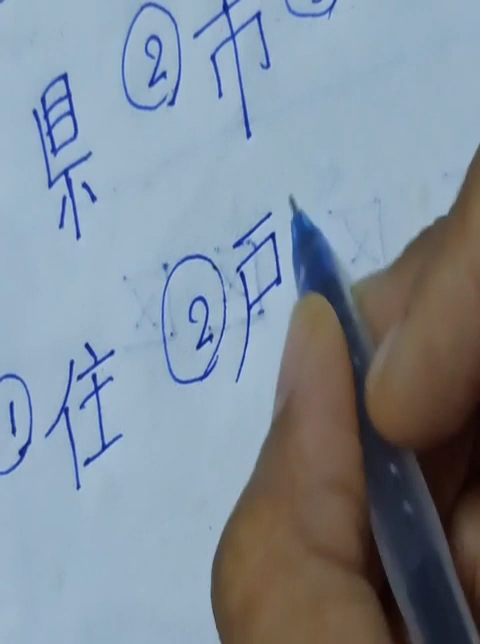 県 ② 市
① 住 ② 戸